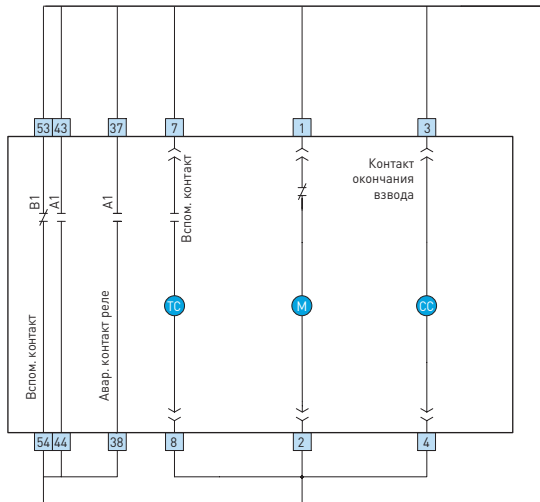 53 43 37 7 1 3
Контакт
окончания
взвода
B1
A1
A1
Вспом. контакт
TC
M
CC
Вспом. контакт
Авар. контакт реле
54 44 38 8 2 4